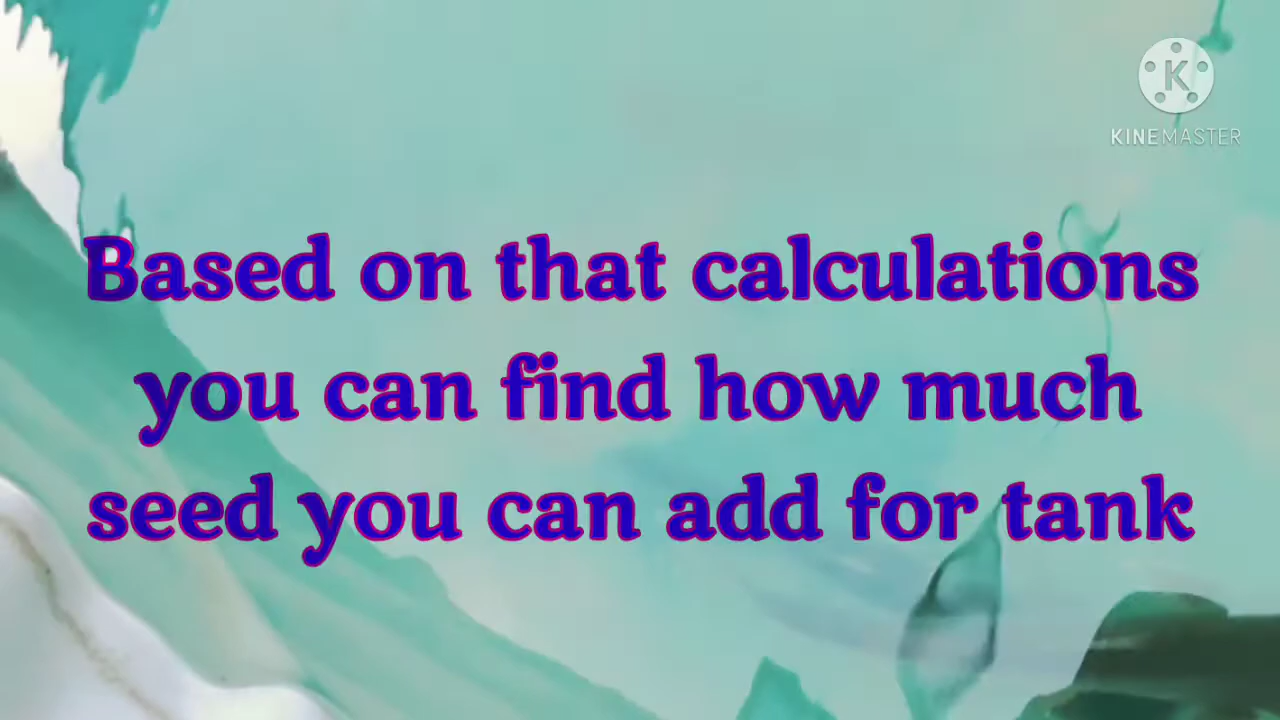 KINEMASTER
Based on that calculations
you can find how much
seed you can add for tank